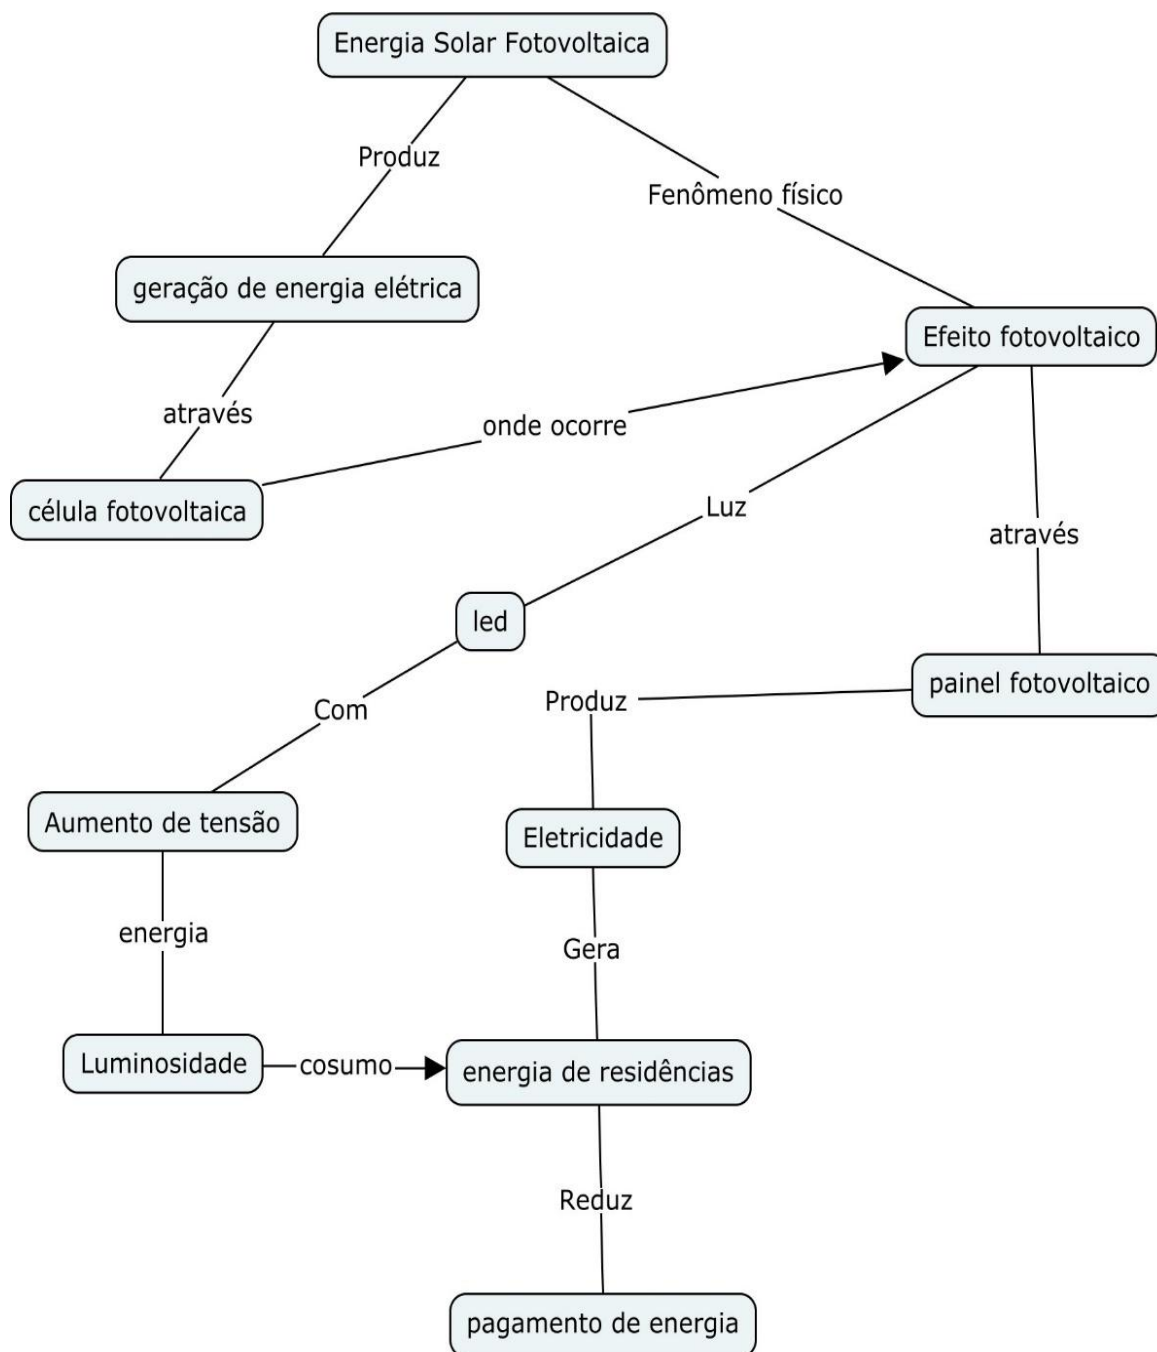 Energia Solar Fotovoltaica
Produz
Fenômeno físico
geração de energia elétrica
Efeito fotovoltaico
através
onde ocorre
célula fotovoltaica
Luz
através
led
painel fotovoltaico
Com
Produz
Aumento de tensão
Eletricidade
energia
Gera
Luminosidade
cosumo
energia de residências
Reduz
pagamento de energia